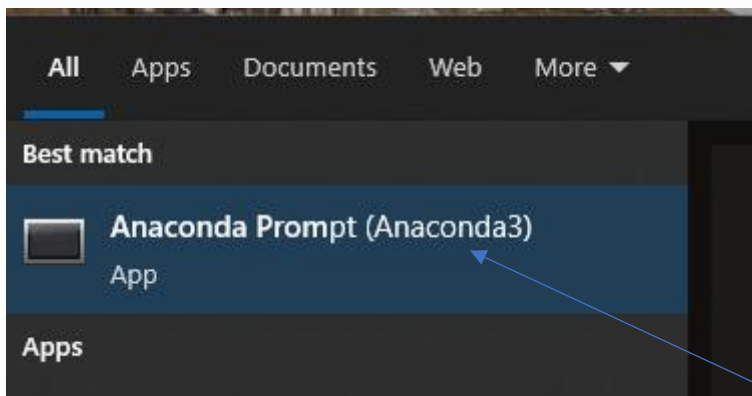 All Apps Documents Web More
Best match
Anaconda Prompt (Anaconda3)
App
Apps